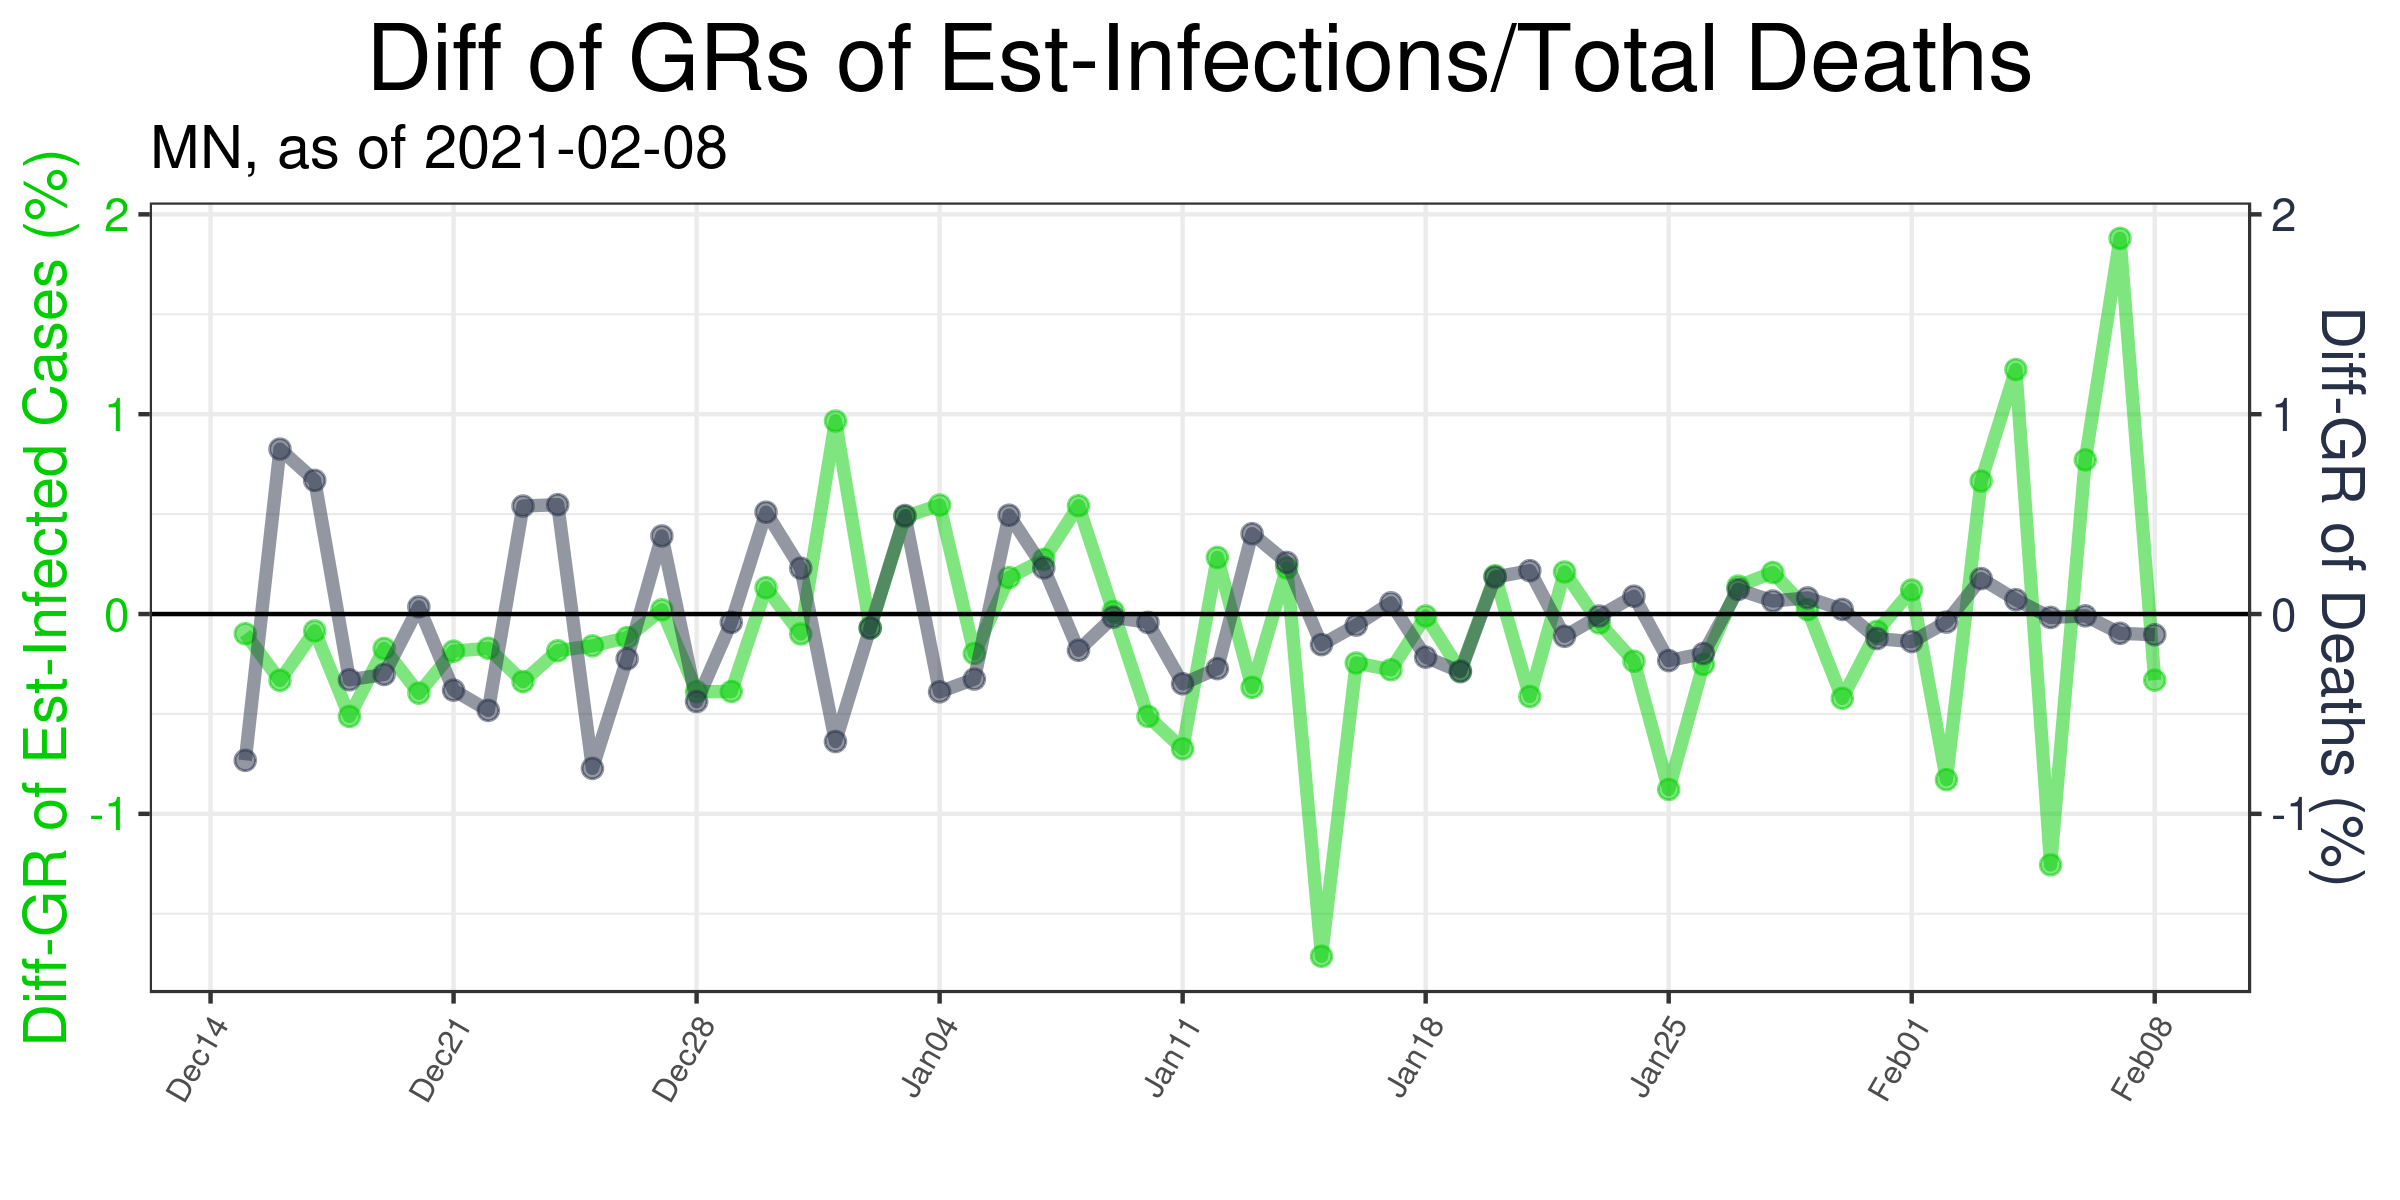 Diff of GRs of Est-Infections/Total Deaths
MN, as of 2021-02-08
Diff-GR of Est-Infected Cases (%)
2
1
0
-1
2
1
0
-1
Diff-GR of Deaths (%)
Dec14
Dec21
Dec28
Jan04
Jan11
Jan18
Jan25
Feb01
Feb08